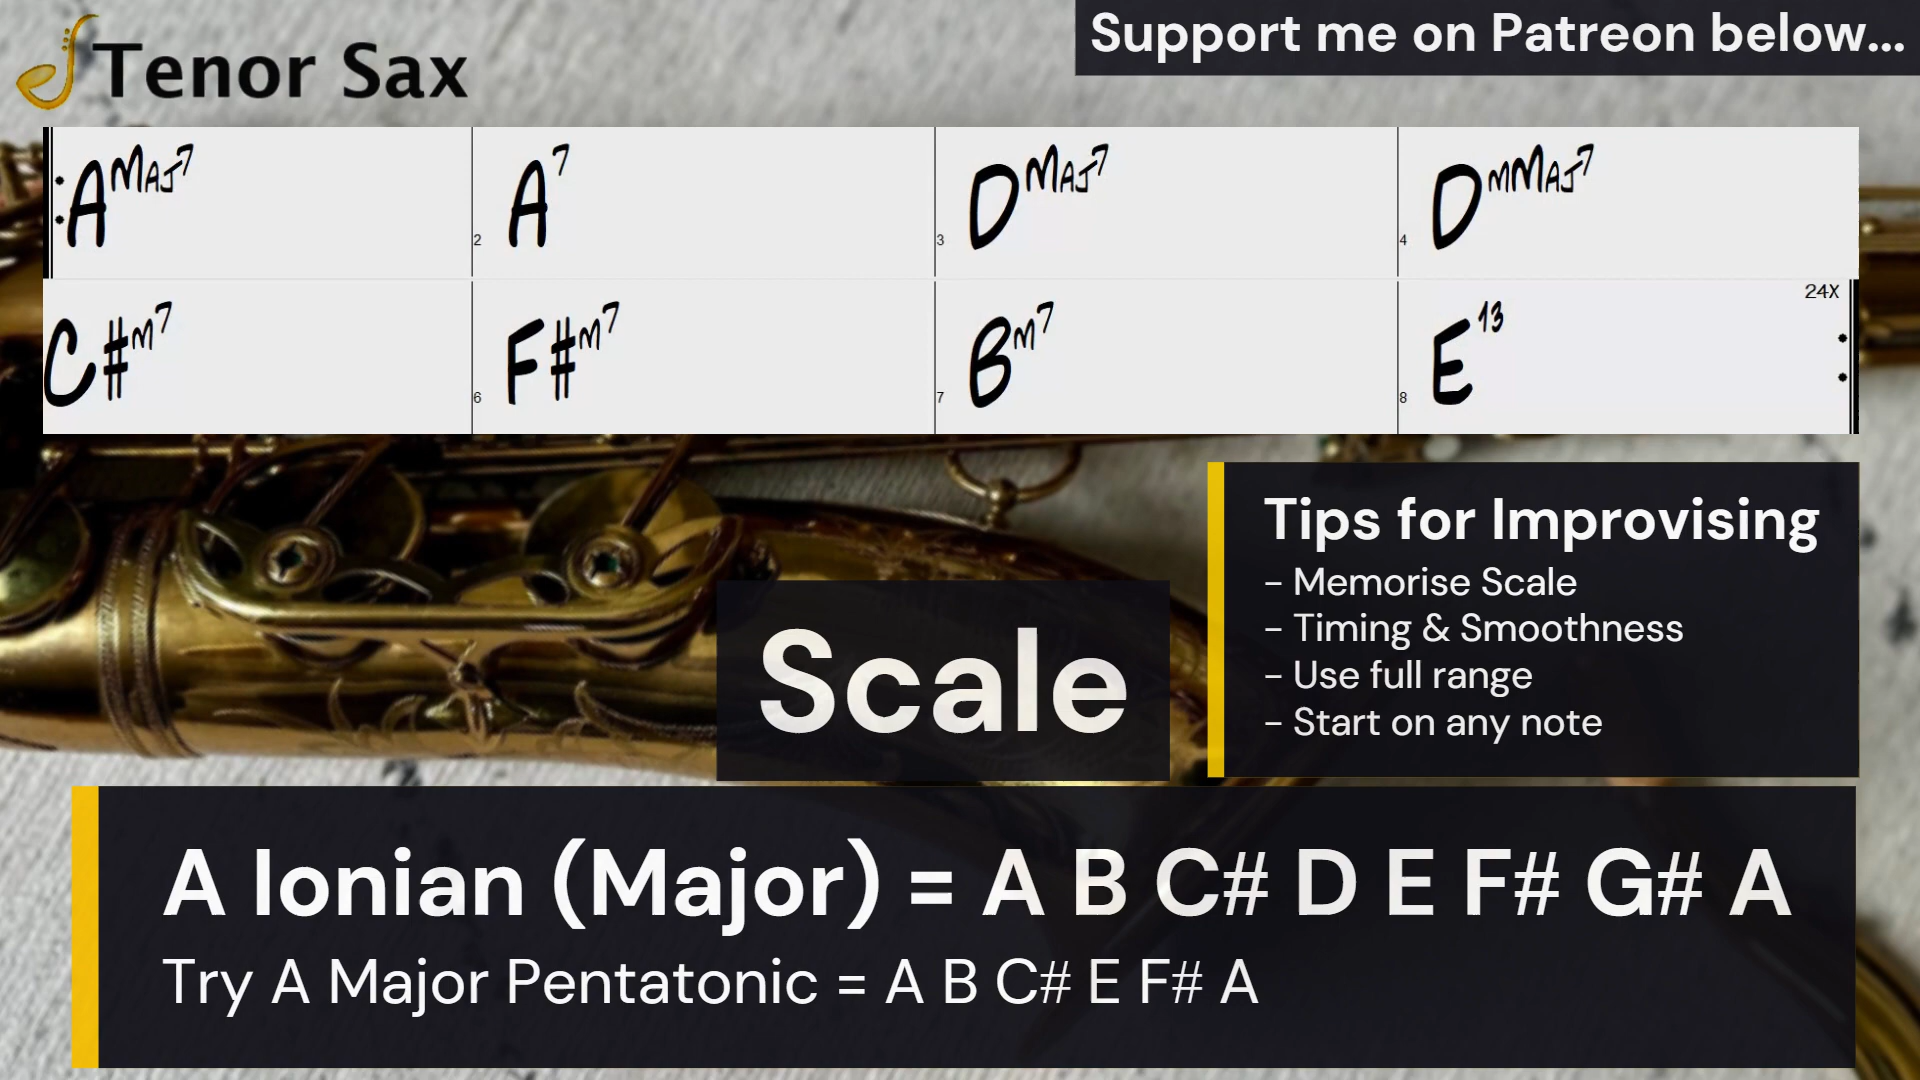 Tenor Sax
Support me on Patreon below...
AMAJ7 A7 DMAJ7 DmMAJ7
2 3 4
C#m7 F#m7 Bm7 E13
24X
6 7 8
Tips for Improvising
- Memorise Scale
- Timing & Smoothness
- Use full range
- Start on any note
Scale
A Ionian (Major) = A B C# D E F# G# A
Try A Major Pentatonic = A B C# E F# A